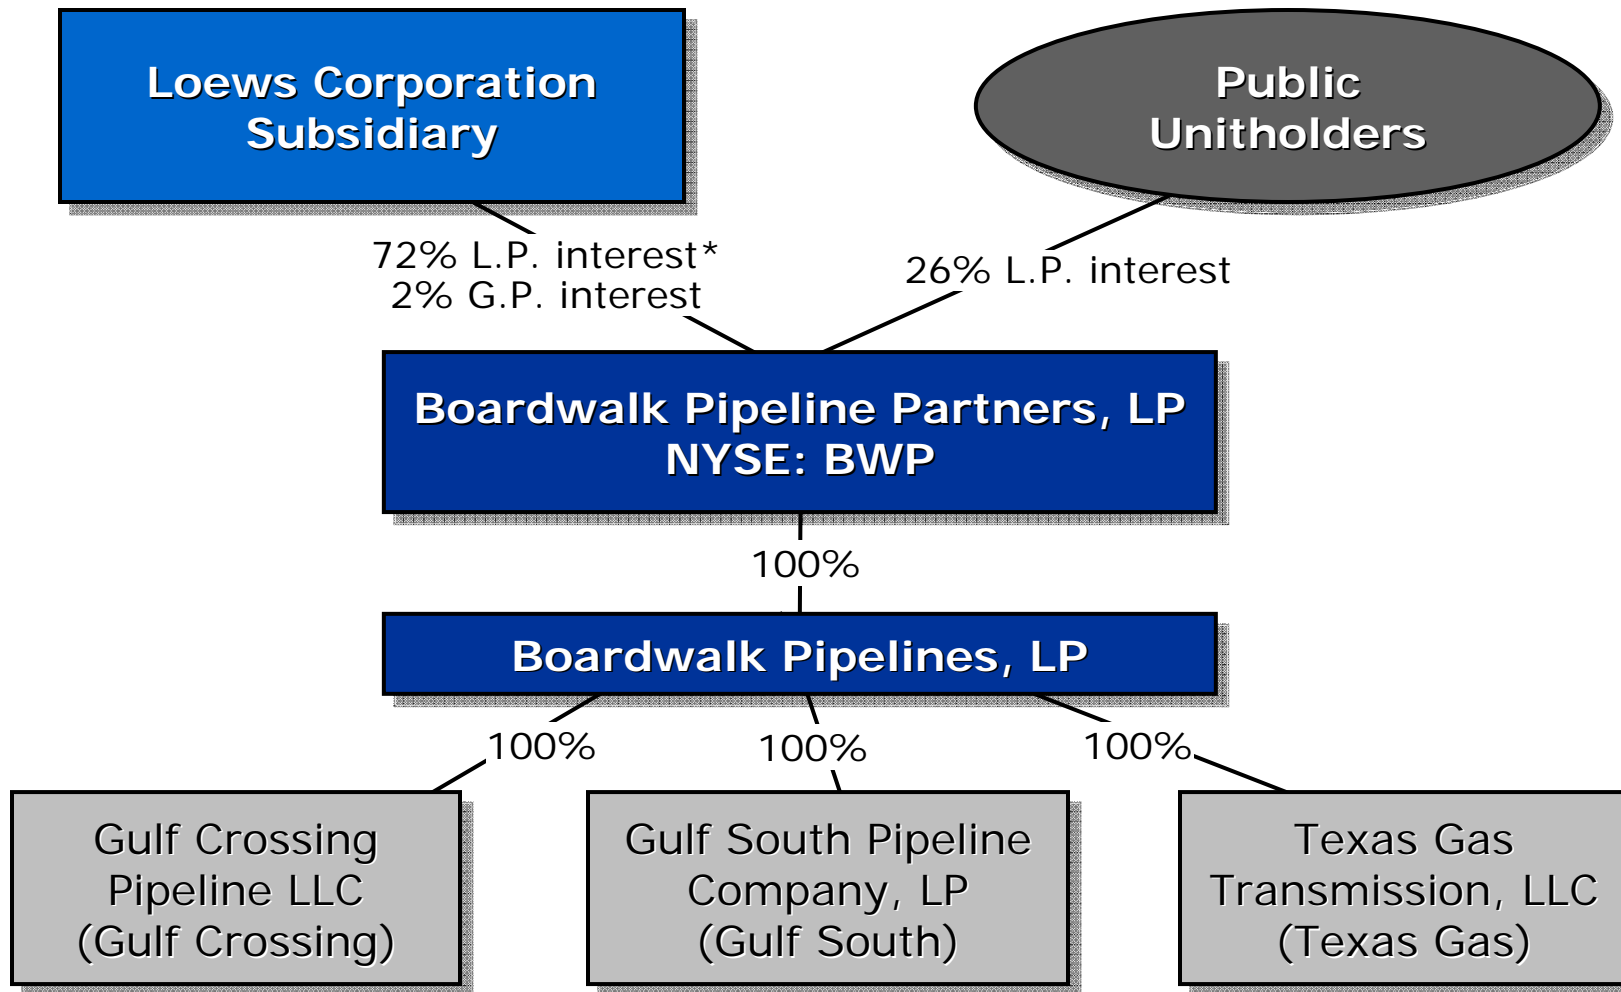 Loews Corporation
Subsidiary
Public
Unitholders
72% L.P. interest*
2% G.P. interest
26% L.P. interest
Boardwalk Pipeline Partners, LP
NYSE: BWP
100%
Boardwalk Pipelines, LP
100%
100%
100%
Gulf Crossing
Pipeline LLC
(Gulf Crossing)
Gulf South Pipeline
Company, LP
(Gulf South)
Texas Gas
Transmission, LLC
(Texas Gas)